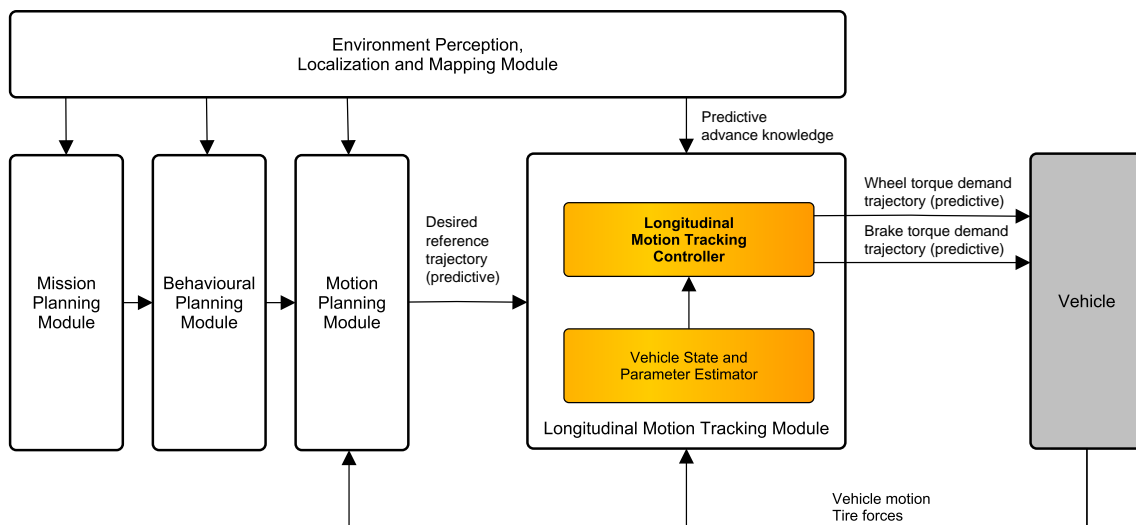 Environment Perception,
Localization and Mapping Module
Predictive
advance knowledge
Mission
Planning
Module
Behavioural
Planning
Module
Motion
Planning
Module
Desired
reference
trajectory
(predictive)
Longitudinal
Motion Tracking
Controller
Vehicle State and
Parameter Estimator
Longitudinal Motion Tracking Module
Wheel torque demand
trajectory (predictive)
Brake torque demand
trajectory (predictive)
Vehicle
Vehicle motion
Tire forces